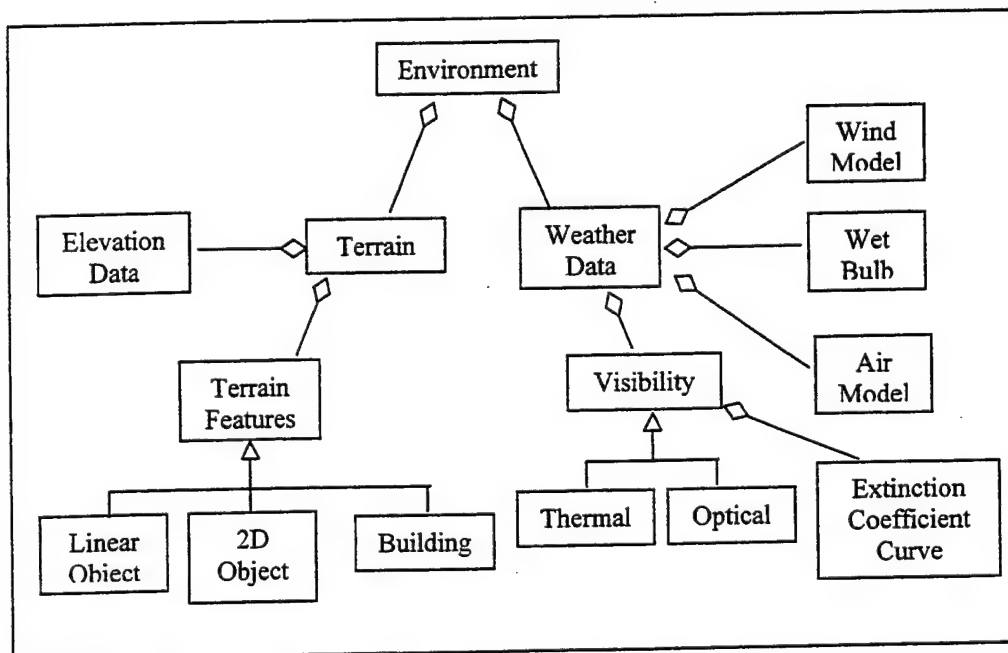 Environment
Wind
Model
Elevation
Data
Terrain
Weather
Data
Wet
Bulb
Terrain
Features
Visibility
Air
Model
Linear
Object
2D
Object
Building
Thermal
Optical
Extinction
Coefficient
Curve